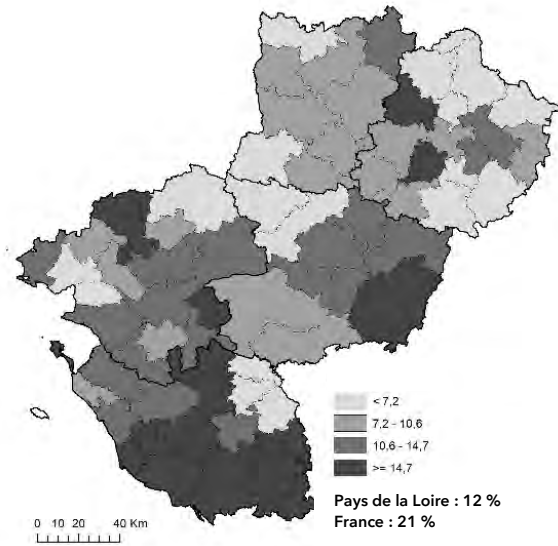 < 7,2
7,2 - 10,6
10,6 - 14,7
>= 14,7
Pays de la Loire : 12 %
France : 21 %
0 10 20 40 Km